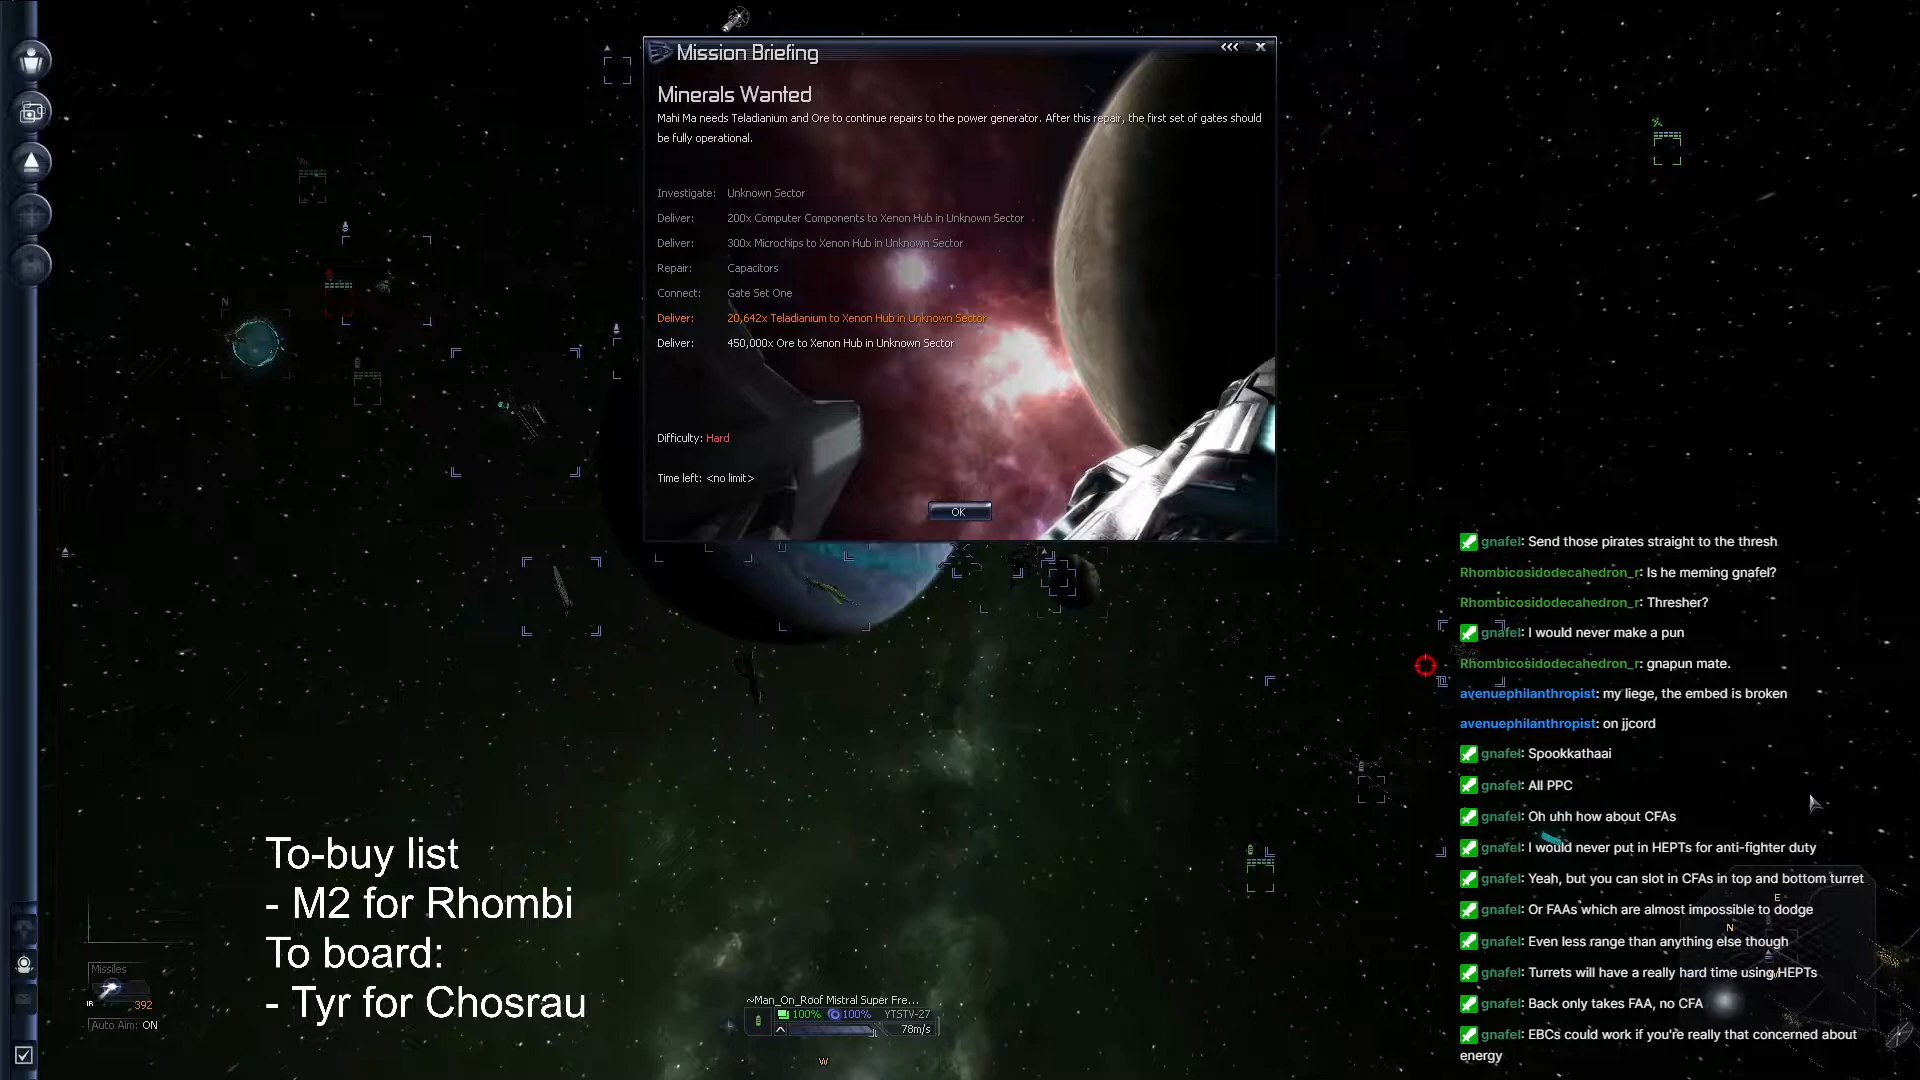 Mission Briefing
Minerals Wanted
Mahi Ma needs Teladianium and Ore to continue repairs to the power generator. After this repair, the first set of gates should
be fully operational.
Investigate: Unknown Sector
Deliver: 200x Computer Components to Xenon Hub in Unknown Sector
Deliver: 300x Microchips to Xenon Hub in Unknown Sector
Repair: Capacitors
Connect: Gate Set One
Deliver: 20,642x Teladianium to Xenon Hub in Unknown Sector
Deliver: 450,000x Ore to Xenon Hub in Unknown Sector
Difficulty: Hard
Time left: <no limit>
OK
N
gnafel: Send those pirates straight to the thresh
Rhombicosidodecahedron_r: Is he meming gnafel?
Rhombicosidodecahedron_r: Thresher?
gnafel: I would never make a pun
Rhombicosidodecahedron_r: gnapun mate.
avenuephilanthropist: my liege, the embed is broken
avenuephilanthropist: on jjcord
gnafel: Spookkathaai
gnafel: All PPC
gnafel: Oh uhh how about CFAs
gnafel: I would never put in HEPTs for anti-fighter duty
gnafel: Yeah, but you can slot in CFAs in top and bottom turret
gnafel: Or FAAs which are almost impossible to dodge
gnafel: Even less range than anything else though
gnafel: Turrets will have a really hard time using HEPTs
gnafel: Back only takes FAA, no CFA
gnafel: EBCs could work if you're really that concerned about
energy
E
N
To-buy list
- M2 for Rhombi
To board:
- Tyr for Chosrau
Missiles
IR 392
Auto Aim: ON
~Man_On_Roof Mistral Super Fre...
100% 100% YTSTV-27
78m/s
W